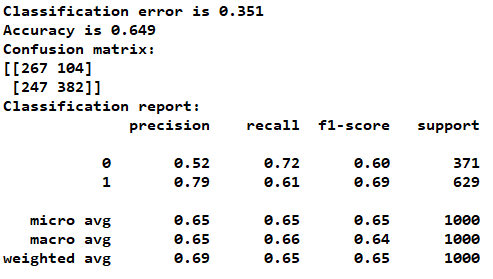 Classification error is 0.351
Accuracy is 0.649
Confusion matrix:
[[267 104]
 [247 382]]
Classification report:
              precision    recall  f1-score   support

           0       0.52      0.72      0.60       371
           1       0.79      0.61      0.69       629

   micro avg       0.65      0.65      0.65      1000
   macro avg       0.65      0.66      0.64      1000
weighted avg       0.69      0.65      0.65      1000